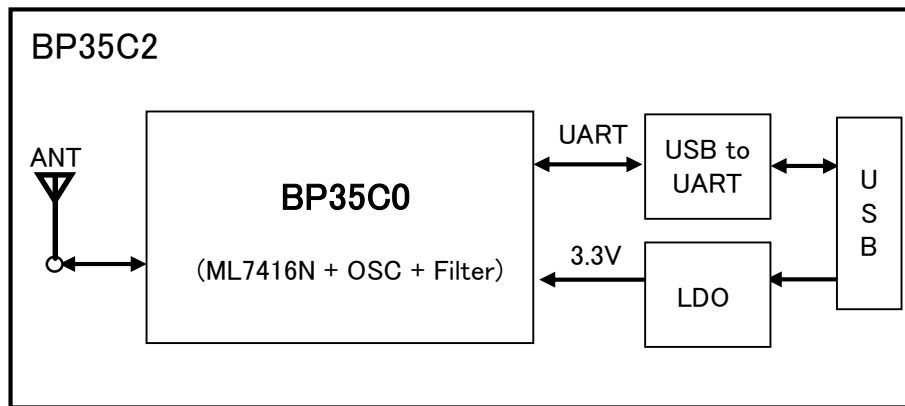 BP35C2
ANT
BP35C0
(ML7416N + OSC + Filter)
UART
USB to
UART
3.3V
LDO
U
S
B